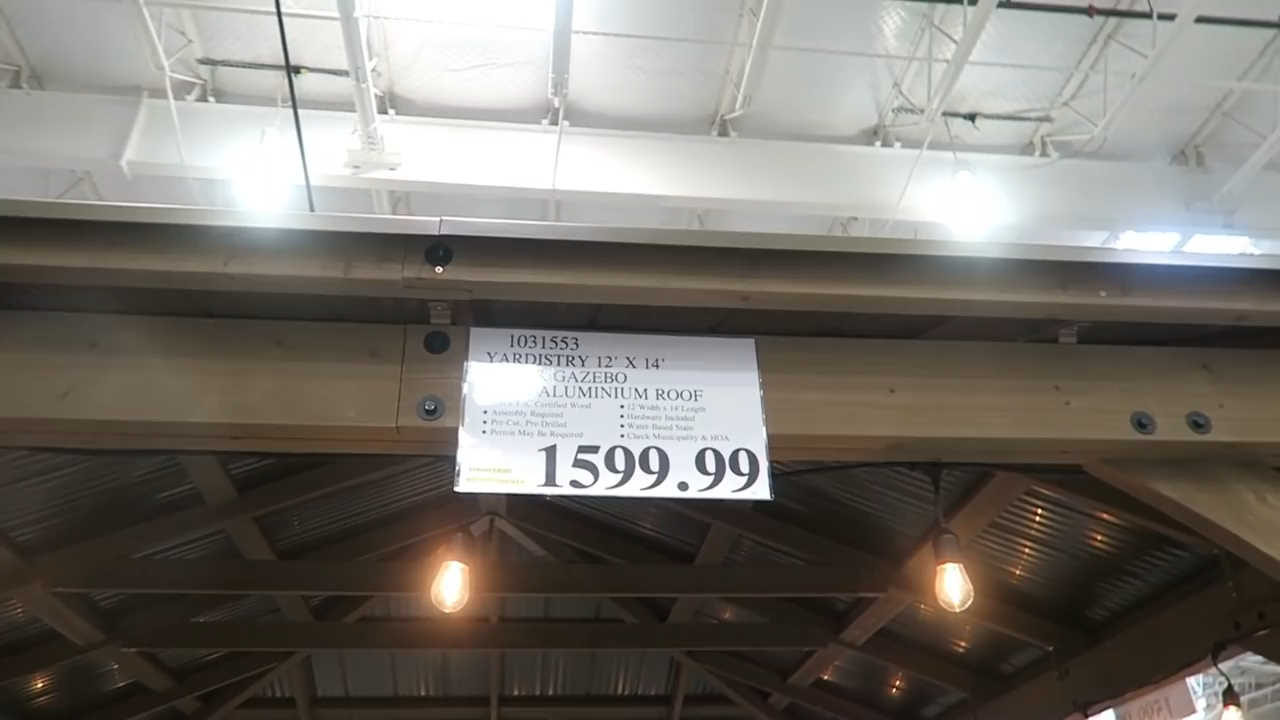 1031553
YARDISTRY 12' X 14'
GAZEBO
ALUMINIUM ROOF
Certified Wood
• Assembly Required
• Pre-Cut, Pre-Drilled
• Permit May Be Required
• 12'Width x 14'Length
• Hardware Included
• Water-Based Stain
• Check Municipality & HOA
1599.99